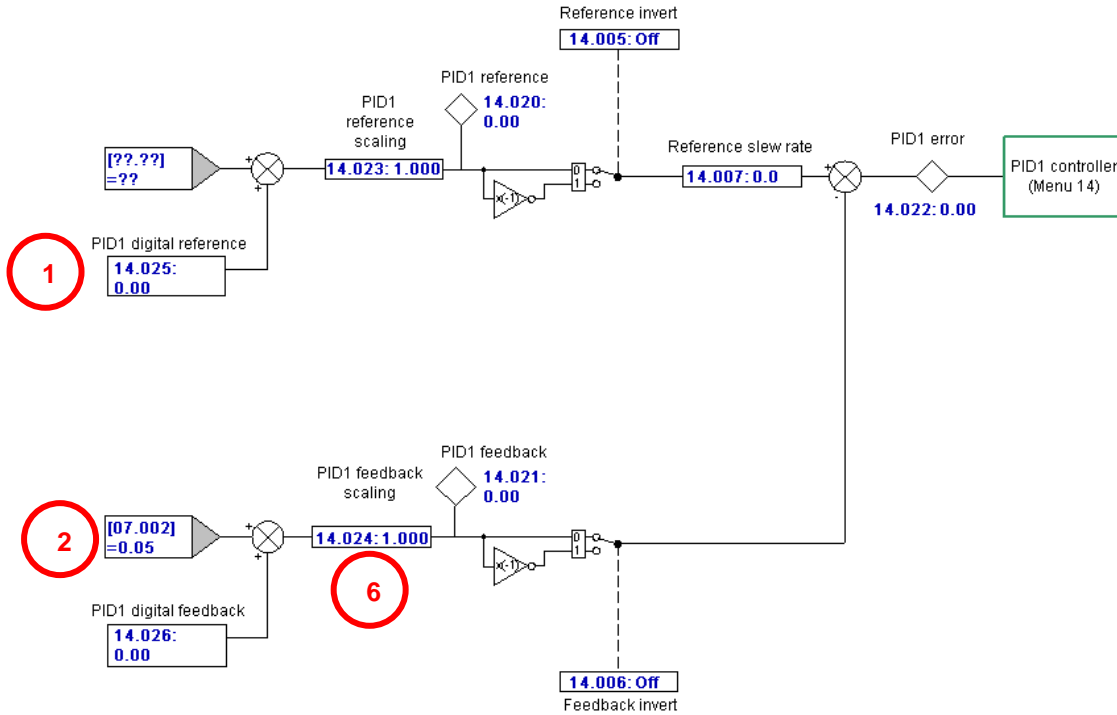 Reference invert
14.005: Off
PID1 reference
14.020:
0.00
PID1
reference
scaling
[??.??]
=??
+
+
14.023: 1.000
0
1
x(-1)
Reference slew rate
14.007: 0.0
+
-
PID1 error
14.022: 0.00
PID1 controller
(Menu 14)
1
PID1 digital reference
14.025:
0.00
PID1 feedback
14.021:
0.00
PID1 feedback
scaling
2
[07.002]
=0.05
+
+
14.024: 1.000
0
1
x(-1)
6
PID1 digital feedback
14.026:
0.00
14.006: Off
Feedback invert